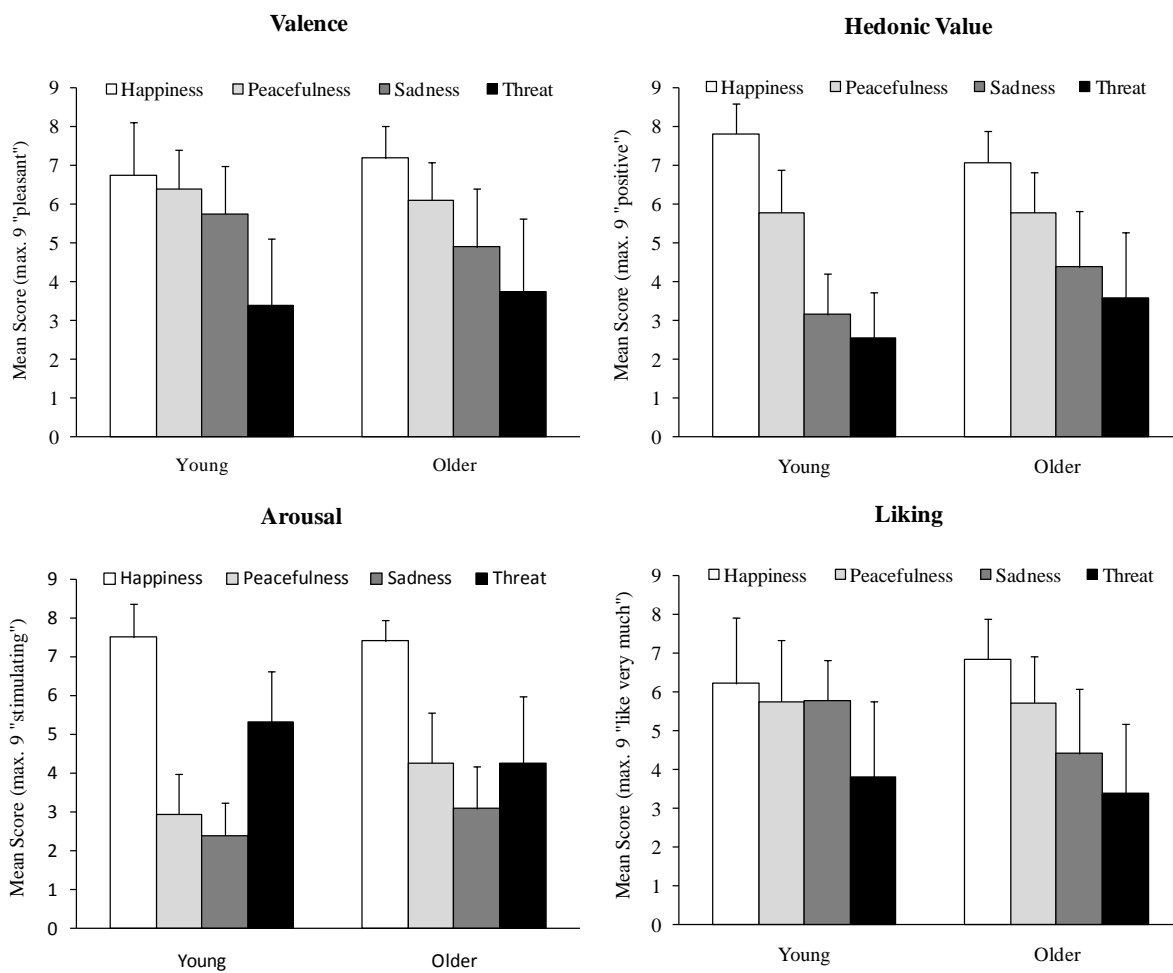 Valence
Mean Score (max. 9 "pleasant")
9
8
7
6
5
4
3
2
1
0
Happiness Peacefulness Sadness Threat
Young Older
Hedonic Value
Mean Score (max. 9 "positive")
9
8
7
6
5
4
3
2
1
0
Happiness Peacefulness Sadness Threat
Young Older
Arousal
Mean Score (max. 9 "stimulating")
9
8
7
6
5
4
3
2
1
0
Happiness Peacefulness Sadness Threat
Young Older
Liking
Mean Score (max. 9 "like very much")
9
8
7
6
5
4
3
2
1
0
Happiness Peacefulness Sadness Threat
Young Older